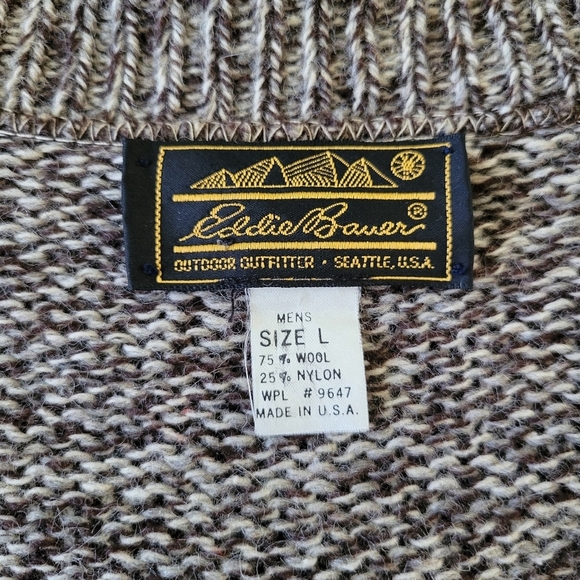 Eddie Bauer®
OUTDOOR OUTFITTER · SEATTLE, U.S.A.
MENS
SIZE L
75% WOOL
25% NYLON
WPL # 9647
MADE IN U.S.A.